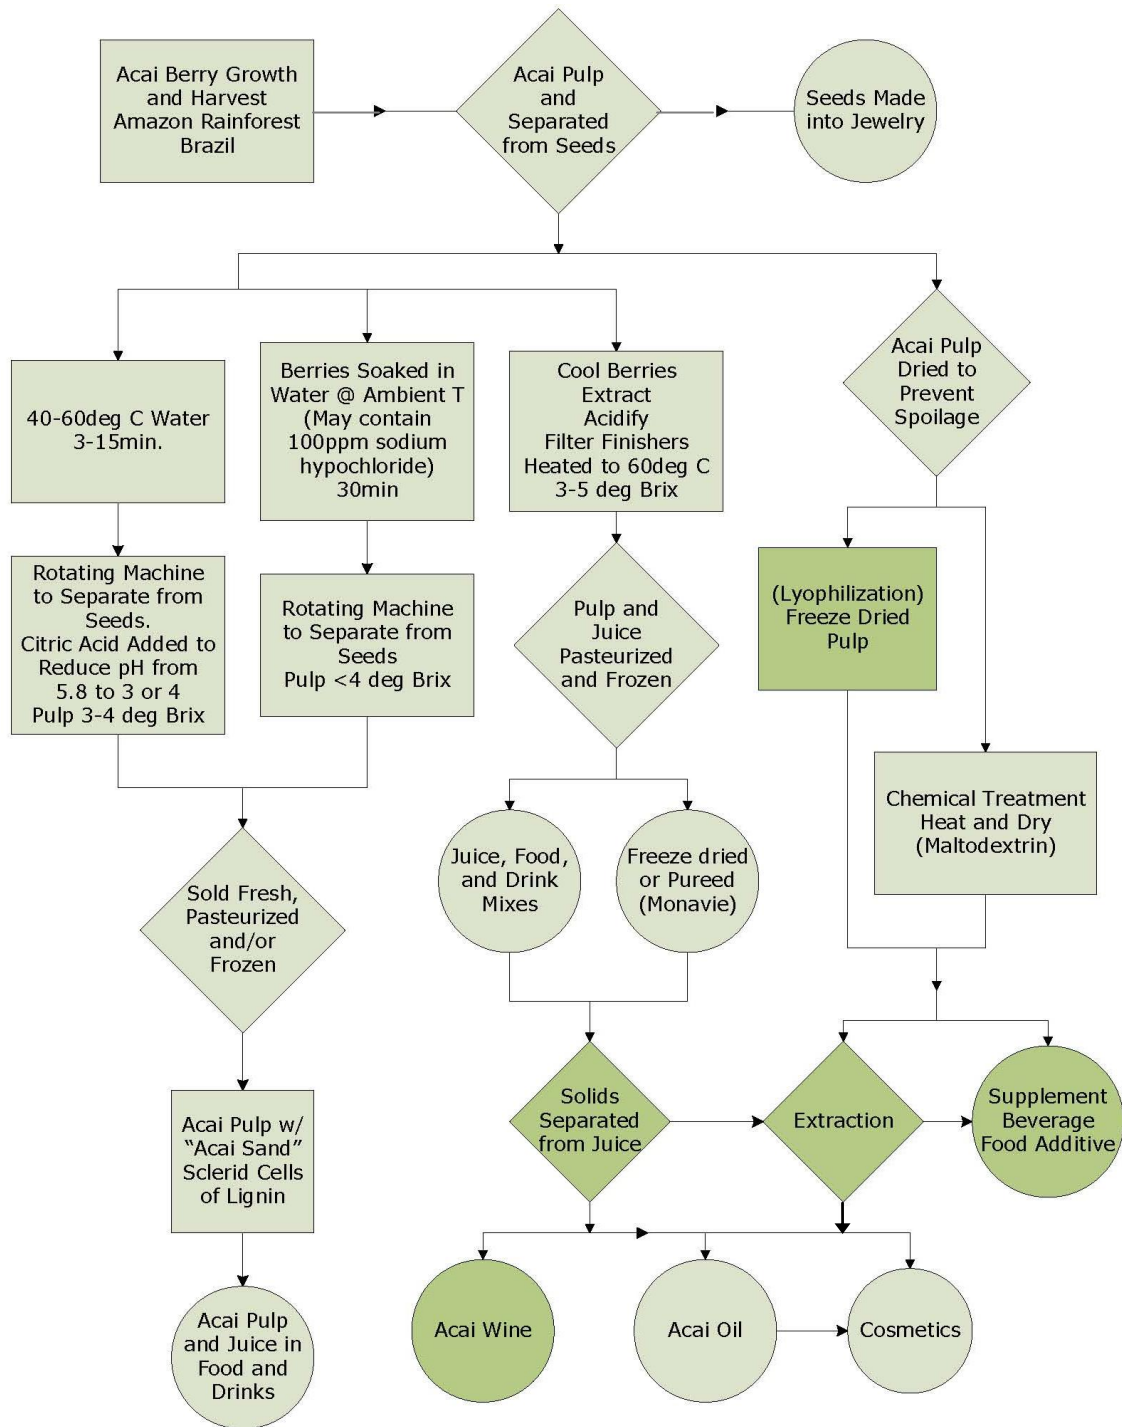 Acai Berry Growth
and Harvest
Amazon Rainforest
Brazil
Acai Pulp
and
Separated
from Seeds
Seeds Made
into Jewelry
40-60deg C Water
3-15min.
Berries Soaked in
Water @ Ambient T
(May contain
100ppm sodium
hypochloride)
30min
Cool Berries
Extract
Acidify
Filter Finishers
Heated to 60deg C
3-5 deg Brix
Acai Pulp
Dried to
Prevent
Spoilage
Rotating Machine
to Separate from
Seeds.
Citric Acid Added to
Reduce pH from
5.8 to 3 or 4
Pulp 3-4 deg Brix
Rotating Machine
to Separate from
Seeds
Pulp <4 deg Brix
Pulp and
Juice
Pasteurized
and Frozen
(Lyophilization)
Freeze Dried
Pulp
Chemical Treatment
Heat and Dry
(Maltodextrin)
Sold Fresh,
Pasteurized
and/or
Frozen
Juice, Food,
and Drink
Mixes
Freeze dried
or Pureed
(Monavie)
Acai Pulp w/
“Acai Sand”
Sclerid Cells
of Lignin
Solids
Separated
from Juice
Extraction
Supplement
Beverage
Food Additive
Acai Pulp
and Juice in
Food and
Drinks
Acai Wine
Acai Oil
Cosmetics